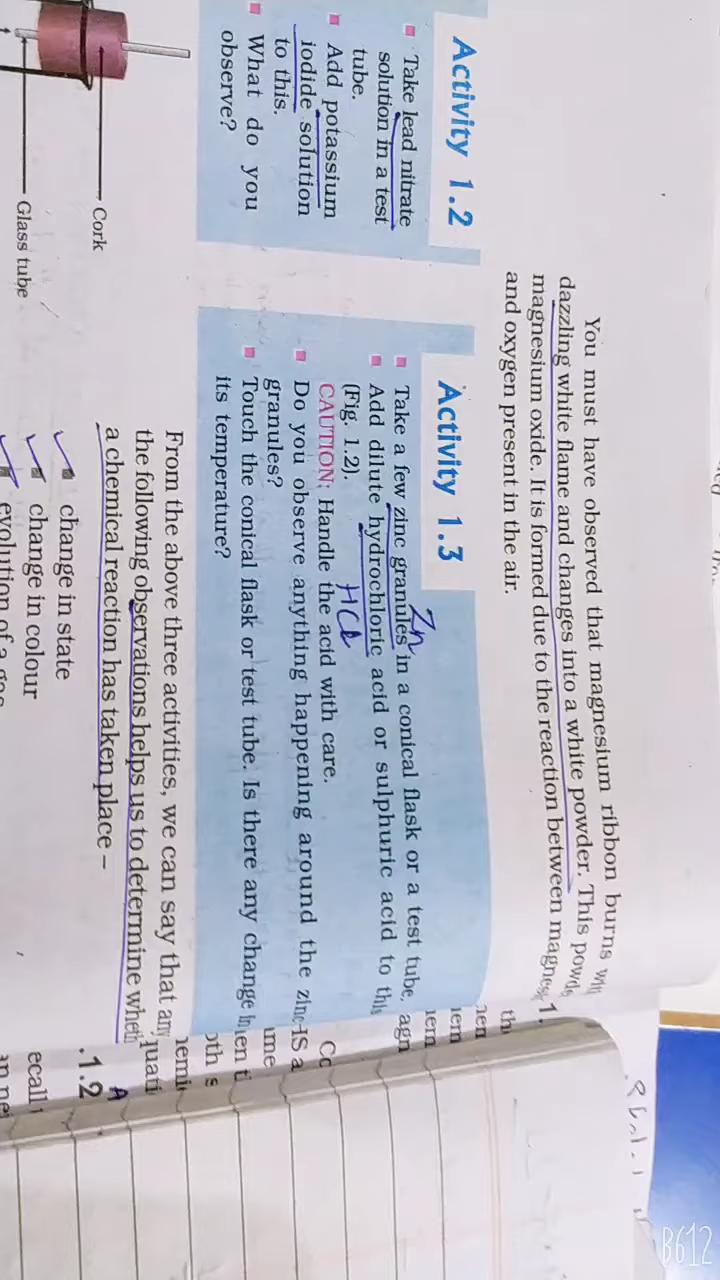 You must have observed that magnesium ribbon burns
dazzling white flame and changes into a white powder. This
magnesium oxide. It is formed due to the reaction between
and oxygen present in the air.
Activity 1.2
Take lead nitrate
solution in a test
tube.
Add potassium
iodide solution
to this.
What do you
observe?
Activity 1.3
Take a few zinc granules in a conical flask or a test tube.
Zn
Add dilute hydrochloric acid or sulphuric acid to this
HCl
(Fig. 1.2).
CAUTION: Handle the acid with care.
Do you observe anything happening around the zinc
granules?
Touch the conical flask or test tube. Is there any change in
its temperature?
From the above three activities, we can say that any
the following observations helps us to determine
a chemical reaction has taken place –
change in state
change in colour
evolution of a gas
Cork
Glass tube
1.
.1.2
A
B612